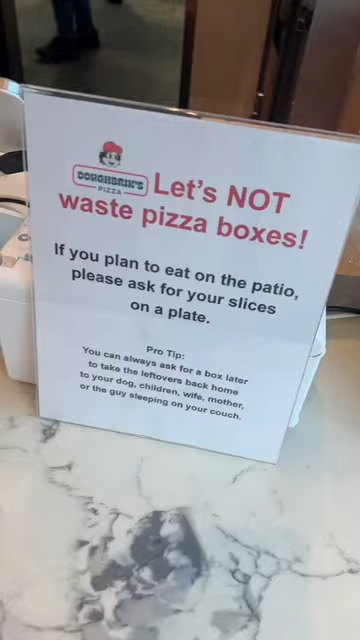 DOUGHBRIK'S
PIZZA
Let's NOT
waste pizza boxes!
If you plan to eat on the patio,
please ask for your slices
on a plate.
Pro Tip:
You can always ask for a box later
to take the leftovers back home
to your dog, children, wife, mother,
or the guy sleeping on your couch.